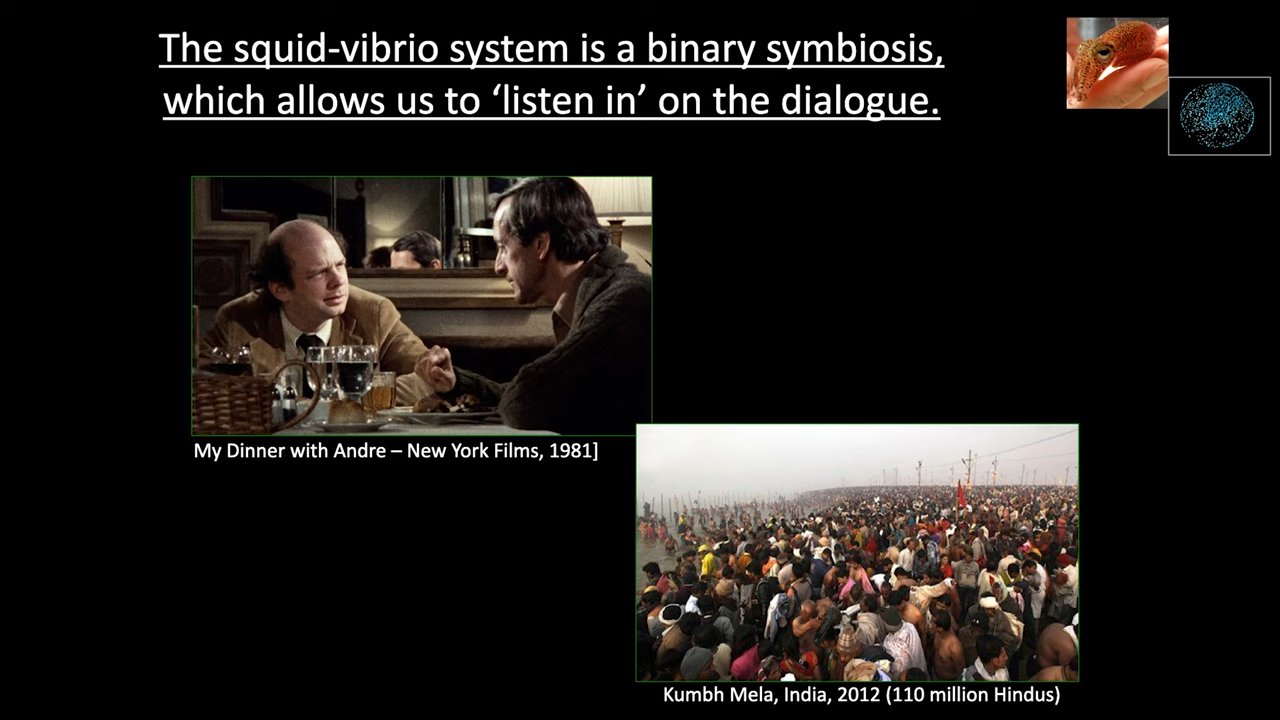 The squid-vibrio system is a binary symbiosis,
which allows us to ‘listen in’ on the dialogue.
My Dinner with Andre – New York Films, 1981]
Kumbh Mela, India, 2012 (110 million Hindus)